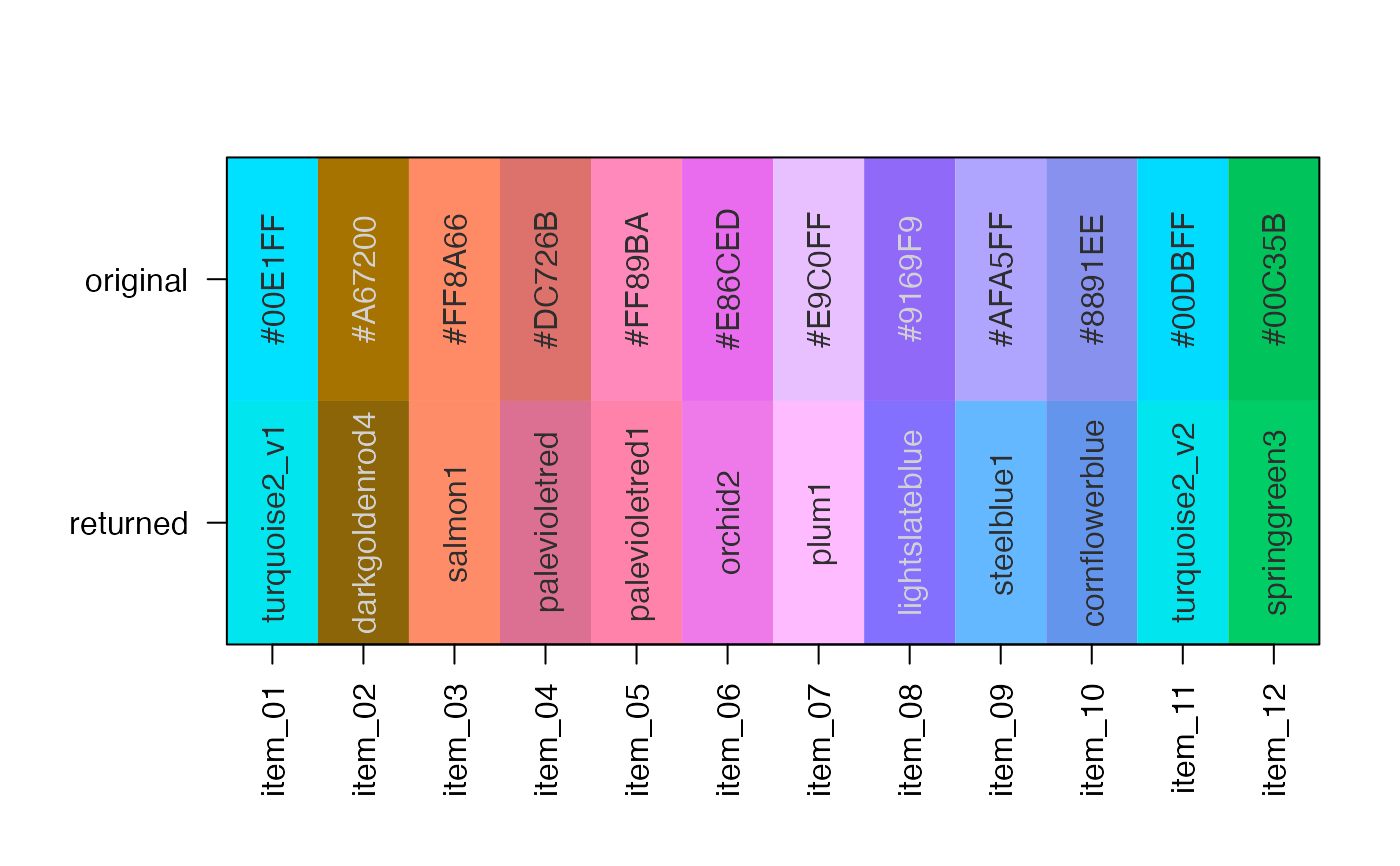 original
#00E1FF
#A67200
#FF8A66
#DC726B
#FF89BA
#E86CED
#E9C0FF
#9169F9
#AFA5FF
#8891EE
#00DBFF
#00C35B
returned
turquoise2_v1
darkgoldenrod4
salmon1
palevioletred
palevioletred1
orchid2
plum1
lightslateblue
steelblue1
cornflowerblue
turquoise2_v2
springgreen3
item_01
item_02
item_03
item_04
item_05
item_06
item_07
item_08
item_09
item_10
item_11
item_12